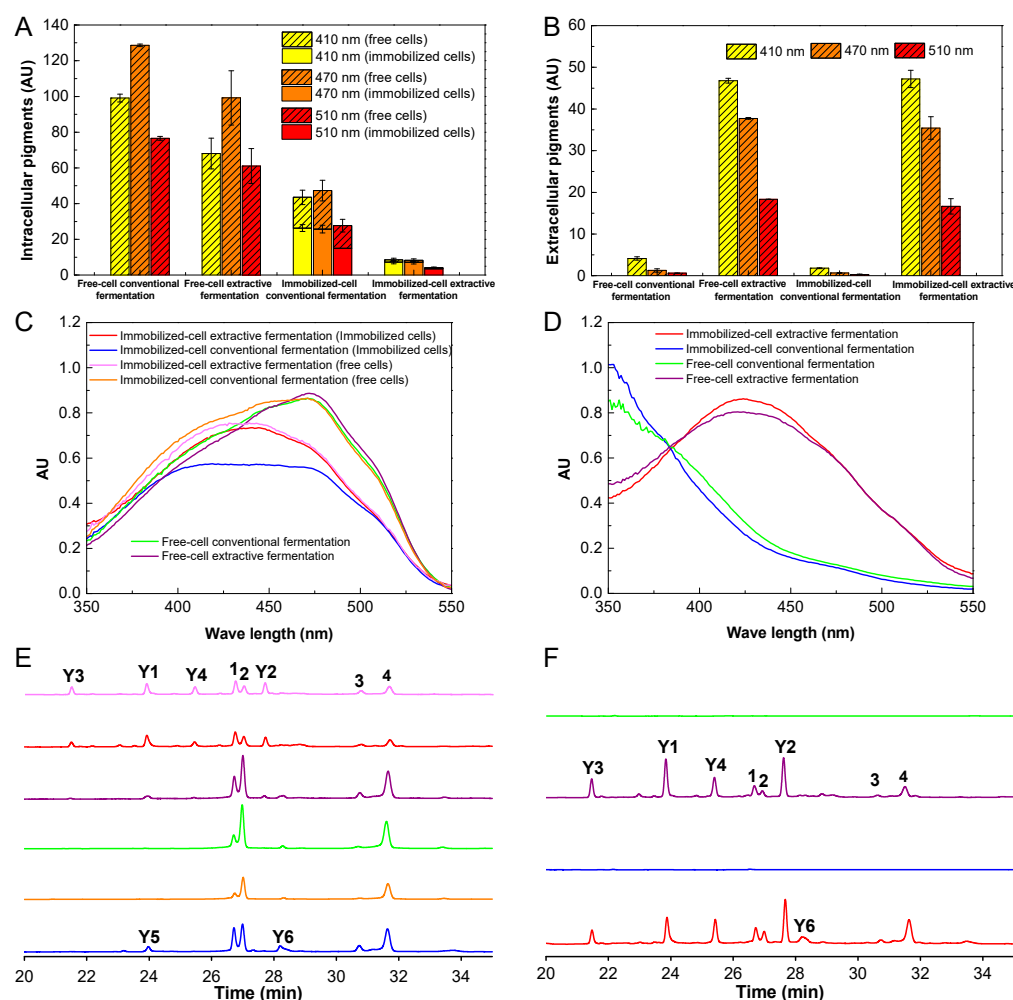 A
Intracellular pigments (AU)
140
120
100
80
60
40
20
0
410 nm (free cells)
410 nm (immobilized cells)
470 nm (free cells)
470 nm (immobilized cells)
510 nm (free cells)
510 nm (immobilized cells)
Free-cell conventional
fermentation
Free-cell extractive
fermentation
Immobilized-cell
conventional fermentation
Immobilized-cell extractive
fermentation
B
Extracellular pigments (AU)
60
50
40
30
20
10
0
410 nm
470 nm
510 nm
Free-cell conventional
fermentation
Free-cell extractive
fermentation
Immobilized-cell
conventional fermentation
Immobilized-cell extractive
fermentation
C
AU
1.2
1.0
0.8
0.6
0.4
0.2
0.0
Immobilized-cell extractive fermentation (Immobilized cells)
Immobilized-cell conventional fermentation (Immobilized cells)
Immobilized-cell extractive fermentation (free cells)
Immobilized-cell conventional fermentation (free cells)
Free-cell conventional fermentation
Free-cell extractive fermentation
350 400 450 500 550
Wave length (nm)
D
AU
1.2
1.0
0.8
0.6
0.4
0.2
0.0
Immobilized-cell extractive fermentation
Immobilized-cell conventional fermentation
Free-cell conventional fermentation
Free-cell extractive fermentation
350 400 450 500 550
Wave length (nm)
E
Y3 Y1 Y4 1 2 Y2 3 4
Y5 Y6
20 22 24 26 28 30 32 34
Time (min)
F
Y3 Y1 Y4 1 2 Y2 3 4
Y6
20 22 24 26 28 30 32 34
Time (min)